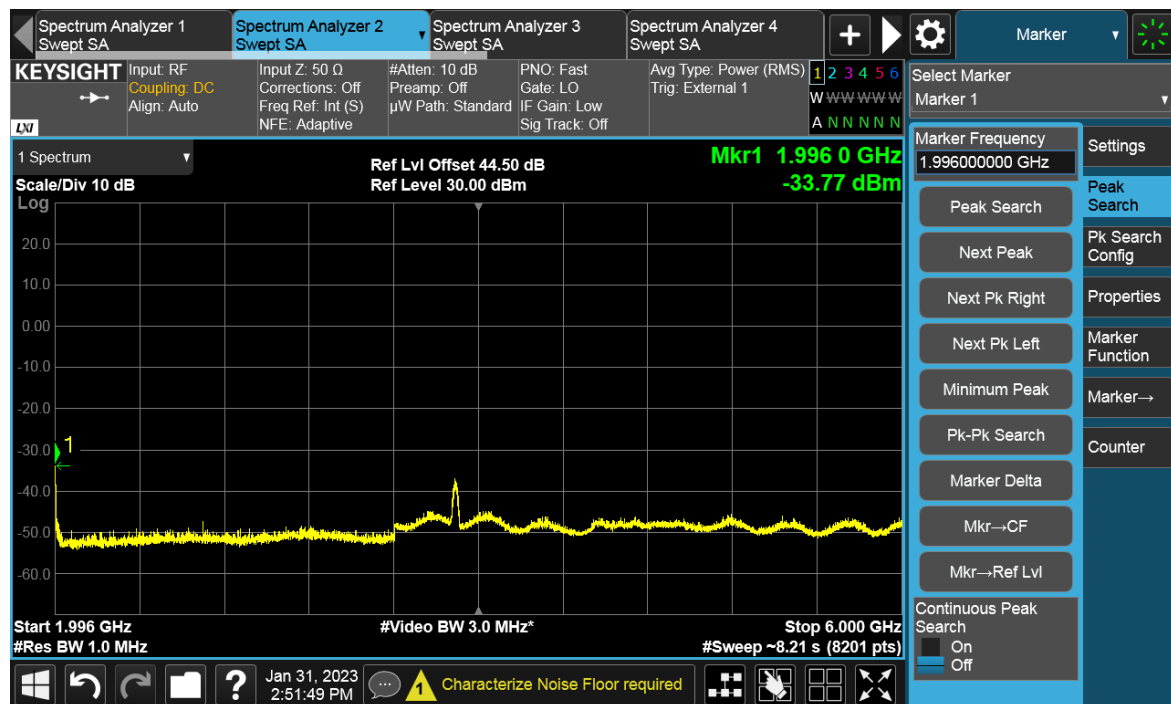 Spectrum Analyzer 1
Swept SA
Spectrum Analyzer 2
Swept SA
Spectrum Analyzer 3
Swept SA
Spectrum Analyzer 4
Swept SA
Marker
KEYSIGHT
LXI
Input: RF
Coupling: DC
Align: Auto
Input Z: 50 Ω
Corrections: Off
Freq Ref: Int (S)
NFE: Adaptive
#Atten: 10 dB
Preamp: Off
µW Path: Standard
PNO: Fast
Gate: LO
IF Gain: Low
Sig Track: Off
Avg Type: Power (RMS)
Trig: External 1
1 2 3 4 5 6
W W W W W W
A N N N N N
Select Marker
Marker 1
1 Spectrum
Scale/Div 10 dB
Log
Ref Lvl Offset 44.50 dB
Ref Level 30.00 dBm
Mkr1 1.996 0 GHz
-33.77 dBm
20.0
10.0
0.00
-10.0
-20.0
-30.0
-40.0
-50.0
-60.0
1
Start 1.996 GHz
#Res BW 1.0 MHz
#Video BW 3.0 MHz*
Stop 6.000 GHz
#Sweep ~8.21 s (8201 pts)
Marker Frequency
1.996000000 GHz
Peak Search
Next Peak
Next Pk Right
Next Pk Left
Minimum Peak
Pk-Pk Search
Marker Delta
Mkr→CF
Mkr→Ref Lvl
Continuous Peak
Search
On
Off
Settings
Peak
Search
Pk Search
Config
Properties
Marker
Function
Marker→
Counter
?
Jan 31, 2023
2:51:49 PM
1
Characterize Noise Floor required